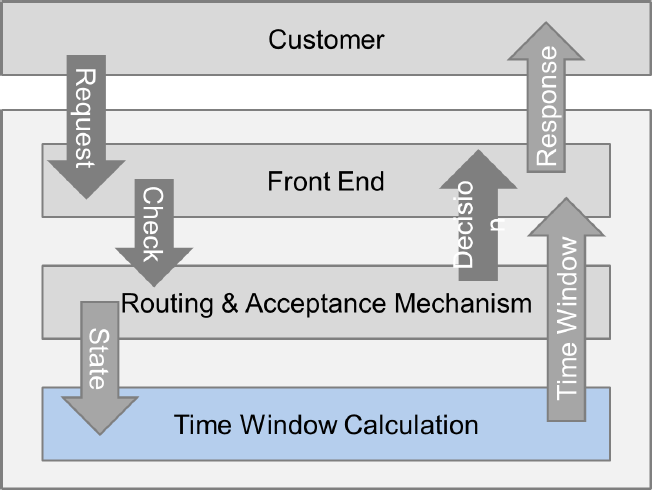 Customer
Request
Response
Front End
Check
Decisio
n
Routing & Acceptance Mechanism
State
Time Window
Time Window Calculation